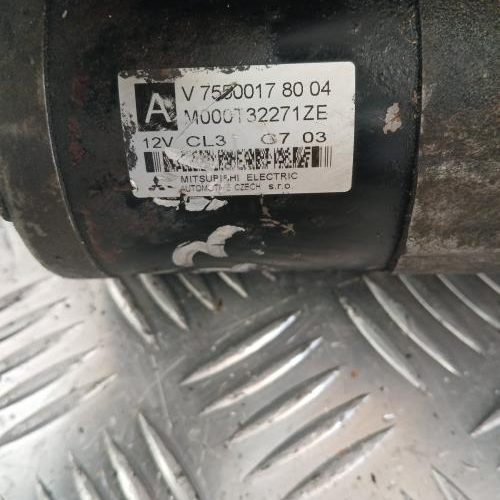 A
V 7550017 80 04
M000T32271ZE
12V CL3 07 03
MITSUBISHI ELECTRIC
AUTOMOTIVE CZECH s.r.o.